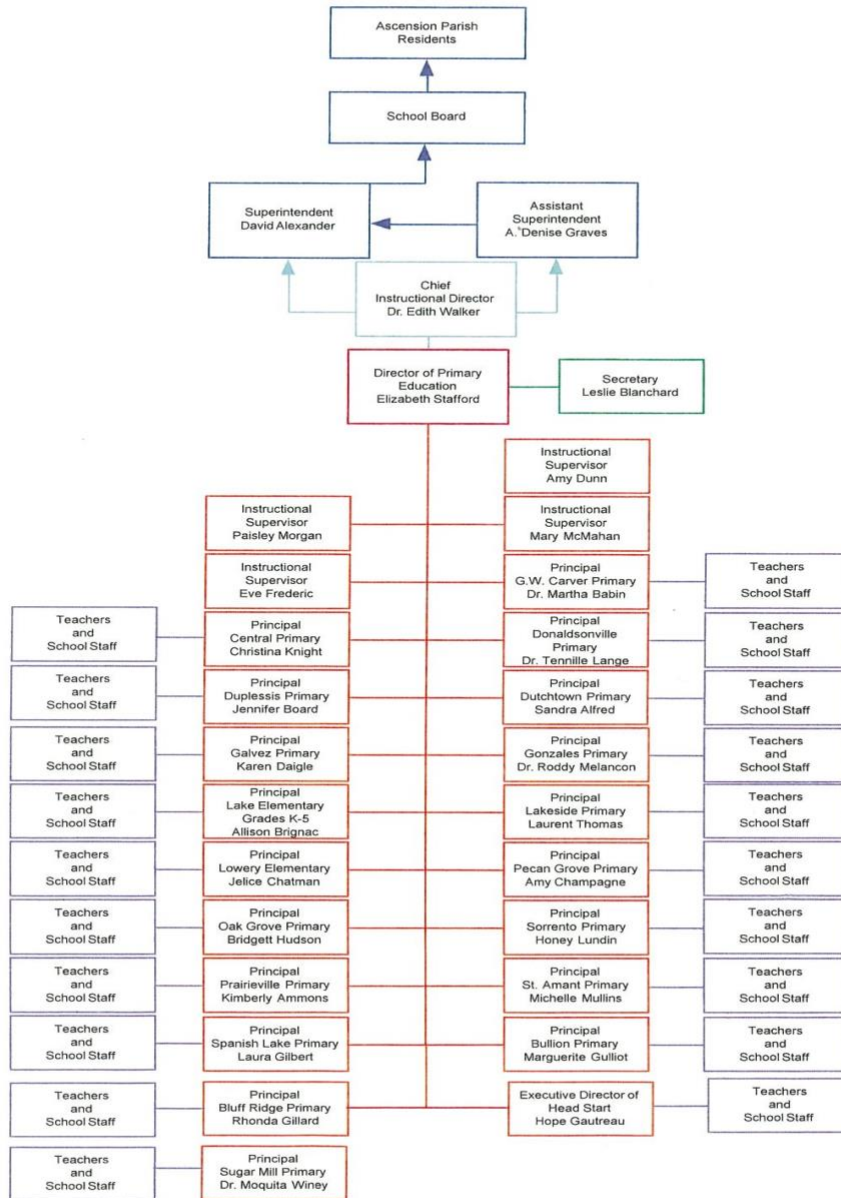 Ascension Parish
Residents
School Board
Superintendent
David Alexander
Assistant
Superintendent
A. Denise Graves
Chief
Instructional Director
Dr. Edith Walker
Director of Primary
Education
Elizabeth Stafford
Secretary
Leslie Blanchard
Instructional
Supervisor
Amy Dunn
Instructional
Supervisor
Paisley Morgan
Instructional
Supervisor
Mary McMahan
Instructional
Supervisor
Eve Frederic
Principal
G.W. Carver Primary
Dr. Martha Babin
Teachers
and
School Staff
Teachers
and
School Staff
Principal
Central Primary
Christina Knight
Principal
Donaldsonville
Primary
Dr. Tennille Lange
Teachers
and
School Staff
Teachers
and
School Staff
Principal
Duplessis Primary
Jennifer Board
Principal
Dutchtown Primary
Sandra Alfred
Teachers
and
School Staff
Teachers
and
School Staff
Principal
Galvez Primary
Karen Daigle
Principal
Gonzales Primary
Dr. Roddy Melancon
Teachers
and
School Staff
Teachers
and
School Staff
Principal
Lake Elementary
Grades K-5
Allison Brignac
Principal
Lakeside Primary
Laurent Thomas
Teachers
and
School Staff
Teachers
and
School Staff
Principal
Lowery Elementary
Jelice Chatman
Principal
Pecan Grove Primary
Amy Champagne
Teachers
and
School Staff
Teachers
and
School Staff
Principal
Oak Grove Primary
Bridgett Hudson
Principal
Sorrento Primary
Honey Lundin
Teachers
and
School Staff
Teachers
and
School Staff
Principal
Prairieville Primary
Kimberly Ammons
Principal
St. Amant Primary
Michelle Mullins
Teachers
and
School Staff
Teachers
and
School Staff
Principal
Spanish Lake Primary
Laura Gilbert
Principal
Bullion Primary
Marguerite Gulliot
Teachers
and
School Staff
Teachers
and
School Staff
Principal
Bluff Ridge Primary
Rhonda Gillard
Executive Director of
Head Start
Hope Gautreau
Teachers
and
School Staff
Teachers
and
School Staff
Principal
Sugar Mill Primary
Dr. Moquita Winey